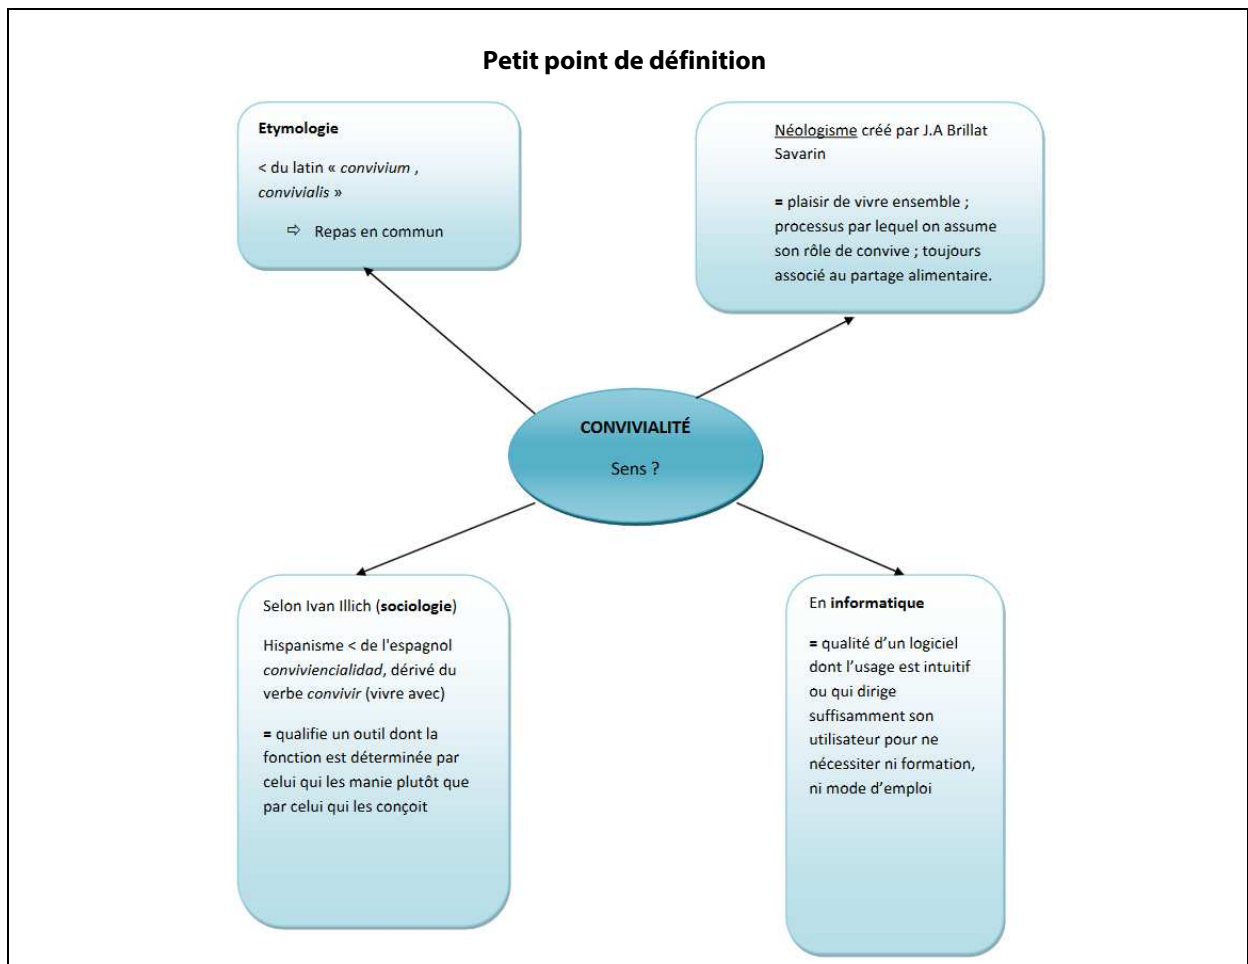 Petit point de définition
Etymologie
< du latin « convivium ,
convivialis »
⇨ Repas en commun
Néologisme créé par J.A Brillat
Savarin
= plaisir de vivre ensemble ;
processus par lequel on assume
son rôle de convive ; toujours
associé au partage alimentaire.
CONVIVIALITÉ
Sens ?
Selon Ivan Illich (sociologie)
Hispanisme < de l'espagnol
conviviencialidad, dérivé du
verbe convivir (vivre avec)
= qualifie un outil dont la
fonction est déterminée par
celui qui les manie plutôt que
par celui qui les conçoit
En informatique
= qualité d’un logiciel
dont l’usage est intuitif
ou qui dirige
suffisamment son
utilisateur pour ne
nécessiter ni formation,
ni mode d’emploi